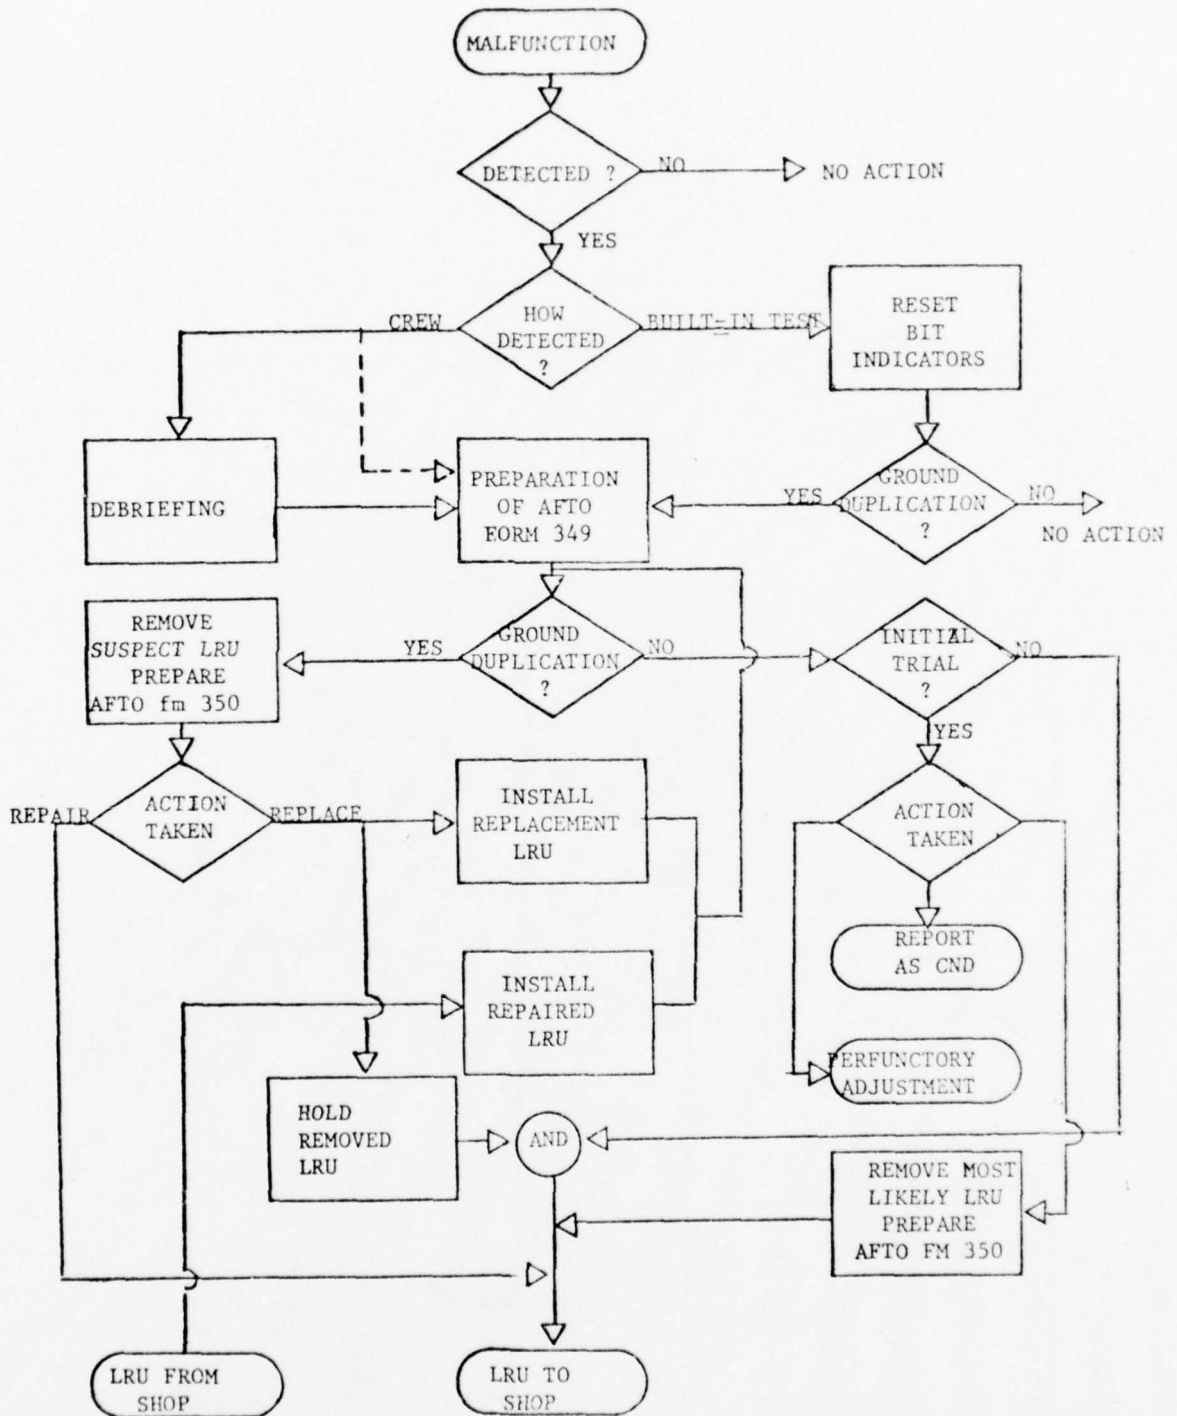 MALFUNCTION
DETECTED ?
NO
NO ACTION
YES
HOW
DETECTED
?
CREW
BUILT-IN TEST
RESET
BIT
INDICATORS
DEBRIEFING
PREPARATION
OF AFTO
FORM 349
YES
GROUND
DUPLICATION
?
NO
NO ACTION
REMOVE
SUSPECT LRU
PREPARE
AFTO fm 350
YES
GROUND
DUPLICATION
?
NO
INITIAL
TRIAL
?
NO
YES
REPAIR
ACTION
TAKEN
REPLACE
INSTALL
REPLACEMENT
LRU
ACTION
TAKEN
REPORT
AS CND
INSTALL
REPAIRED
LRU
PERFUNCTORY
ADJUSTMENT
HOLD
REMOVED
LRU
AND
REMOVE MOST
LIKELY LRU
PREPARE
AFTO FM 350
LRU FROM
SHOP
LRU TO
SHOP